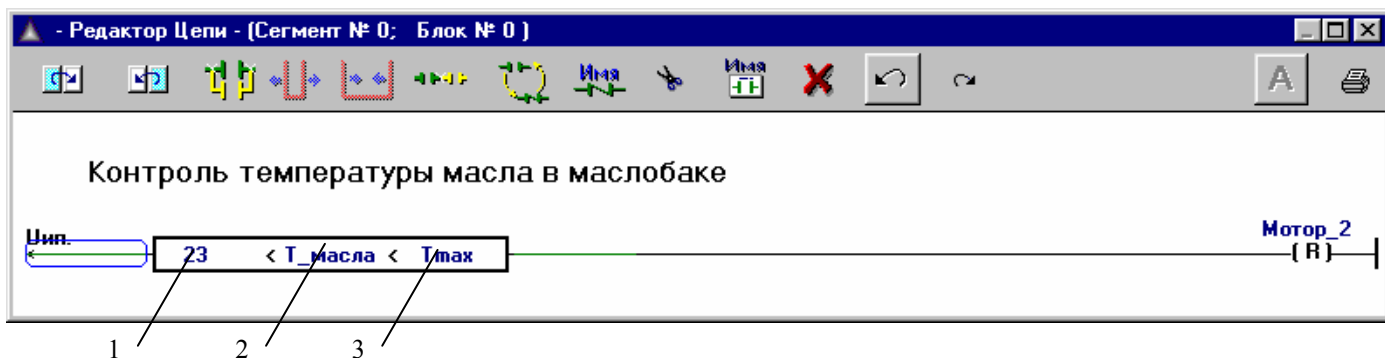 - Редактор Цепи - (Сегмент № 0; Блок № 0 )
Имя Имя A
Контроль температуры масла в маслобаке
Uип. Мотор_2
23 < Т_масла < Tmax ( R )
1 2 3